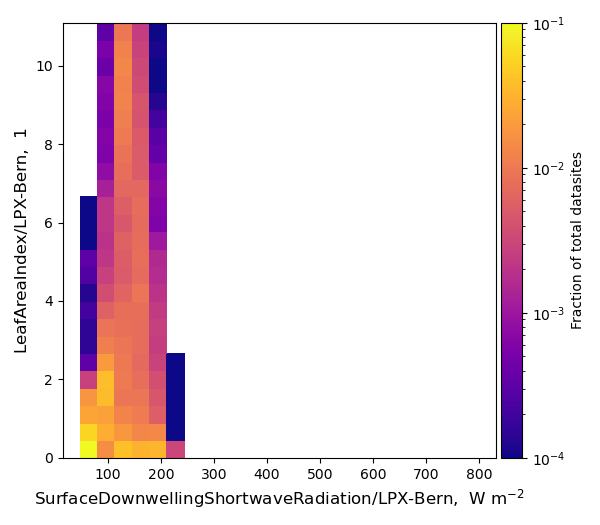 LeafAreaIndex/LPX-Bern,  1
10
8
6
4
2
0
100 200 300 400 500 600 700 800
SurfaceDownwellingShortwaveRadiation/LPX-Bern,  W m⁻²
10⁻¹
10⁻²
10⁻³
10⁻⁴
Fraction of total datasites